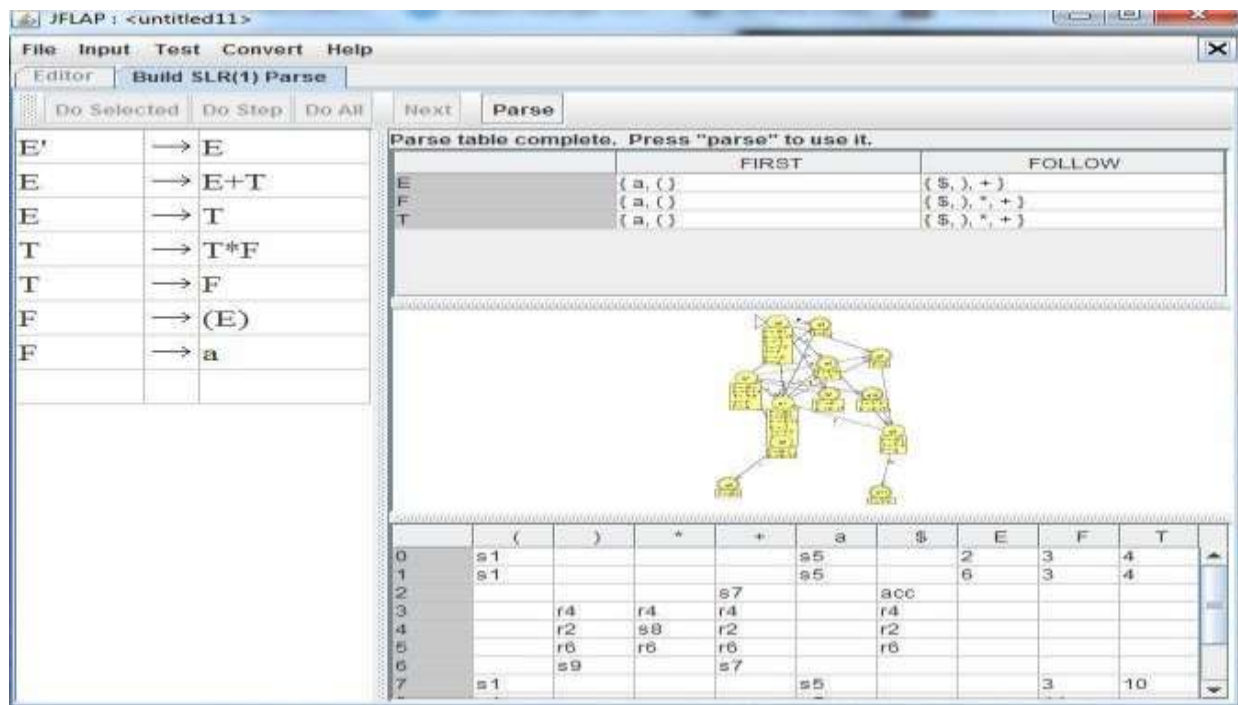 JFLAP : <untitled11>
File Input Test Convert Help
Editor Build SLR(1) Parse
Do Selected Do Step Do All Next Parse
E' → E
E → E+T
E → T
T → T*F
T → F
F → (E)
F → a
Parse table complete. Press "parse" to use it.
FIRST FOLLOW
E { a, ( } { $, ), + }
F { a, ( } { $, ), *, + }
T { a, ( } { $, ), *, + }
( ) * + a $ E F T
0 s1 s5 2 3 4
1 s1 s5 6 3 4
2 s7 acc
3 r4 r4 r4 r4
4 r2 s8 r2 r2
5 r6 r6 r6 r6
6 s9 s7
7 s1 s5 3 10